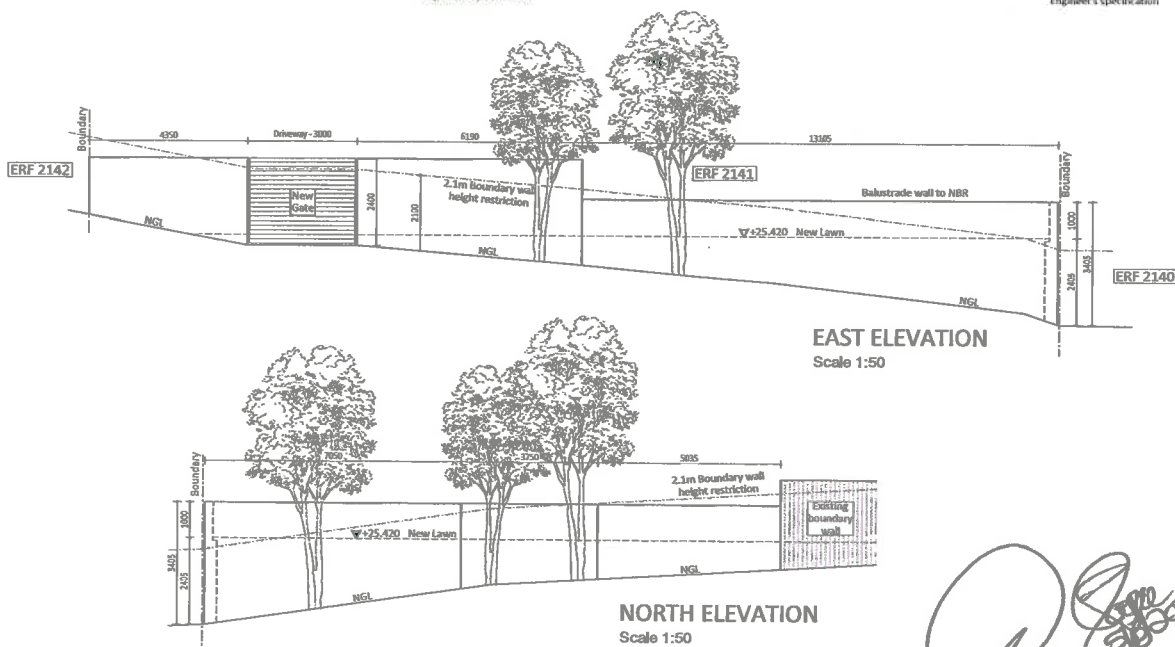 Engineer's specification
Boundary
4350
Driveway - 3000
6190
13105
Boundary
ERF 2142
New
Gate
2400
2100
2.1m Boundary wall
height restriction
ERF 2141
Balustrade wall to NBR
+25.420 New Lawn
NGL
NGL
NGL
1000
2405
3405
ERF 2140
EAST ELEVATION
Scale 1:50
Boundary
7050
3250
5035
2.1m Boundary wall
height restriction
Existing
boundary
wall
1000
2405
3405
+25.420 New Lawn
NGL
NGL
NORTH ELEVATION
Scale 1:50